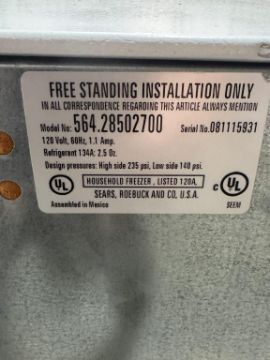 FREE STANDING INSTALLATION ONLY
IN ALL CORRESPONDENCE REGARDING THIS ARTICLE ALWAYS MENTION
Model No: 564.28502700 Serial No. 081115931
120 Volt, 60Hz, 1.1 Amp.
Refrigerant 134A: 2.5 Oz.
Design pressures: High side 235 psi, Low side 140 psi.
UL HOUSEHOLD FREEZER, LISTED 120A, C UL
SEARS, ROEBUCK AND CO, U.S.A.
Assembled in Mexico SEEM